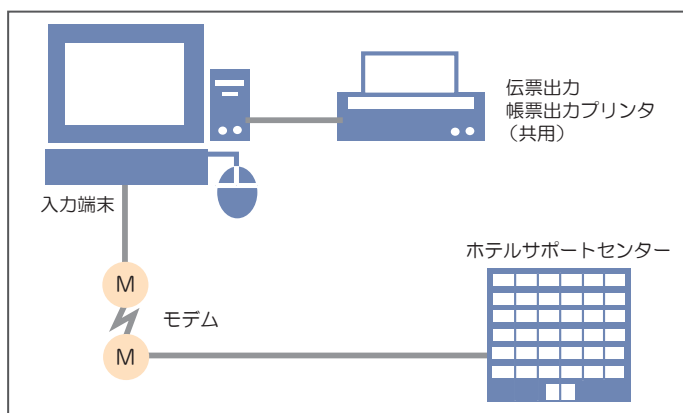 伝票出力
帳票出力プリンタ
（共用）
入力端末
ホテルサポートセンター
M
モデム
M